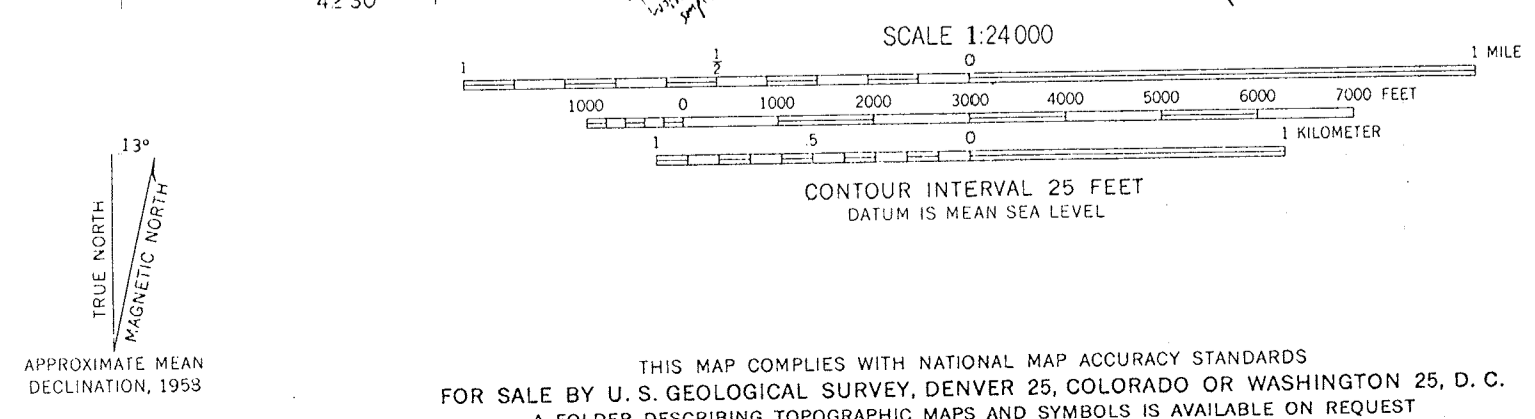 42'30"
SCALE 1:24000
1 1/2 0 1 MILE
1000 0 1000 2000 3000 4000 5000 6000 7000 FEET
1 .5 0 1 KILOMETER
CONTOUR INTERVAL 25 FEET
DATUM IS MEAN SEA LEVEL
13°
TRUE NORTH
MAGNETIC NORTH
APPROXIMATE MEAN
DECLINATION, 1958
THIS MAP COMPLIES WITH NATIONAL MAP ACCURACY STANDARDS
FOR SALE BY U. S. GEOLOGICAL SURVEY, DENVER 25, COLORADO OR WASHINGTON 25, D. C.
A FOLDER DESCRIBING TOPOGRAPHIC MAPS AND SYMBOLS IS AVAILABLE ON REQUEST